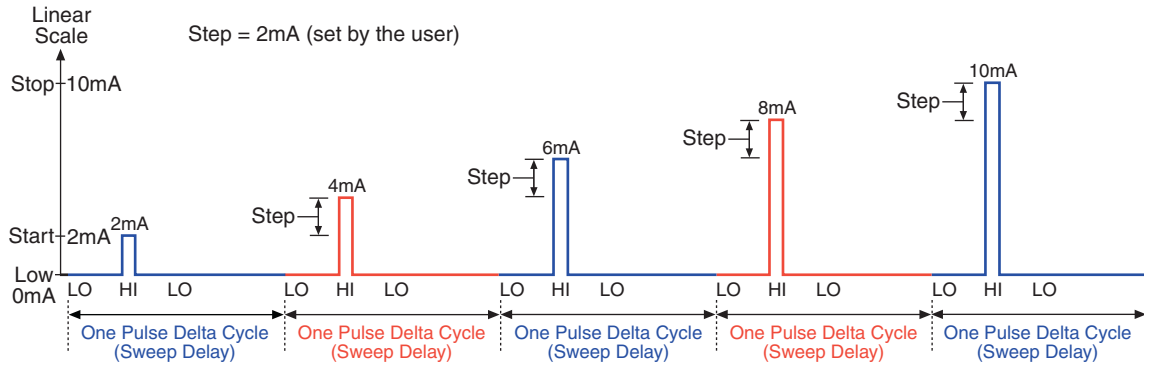 Linear
Scale
Step = 2mA (set by the user)
Stop 10mA
10mA
Step
8mA
Step
6mA
Step
4mA
Step
2mA
Start 2mA
Low
0mA
LO HI LO LO HI LO LO HI LO LO HI LO LO HI LO
One Pulse Delta Cycle
(Sweep Delay)
One Pulse Delta Cycle
(Sweep Delay)
One Pulse Delta Cycle
(Sweep Delay)
One Pulse Delta Cycle
(Sweep Delay)
One Pulse Delta Cycle
(Sweep Delay)